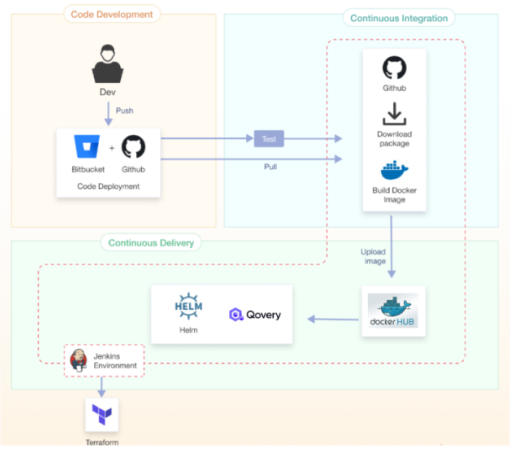 Code Development
Continuous Integration
Dev
Push
Bitbucket
+
Github
Code Deployment
Test
Pull
Github
Download
package
Build Docker
Image
Upload
image
Continuous Delivery
HELM
Helm
Qovery
docker HUB
Jenkins
Environment
Terraform